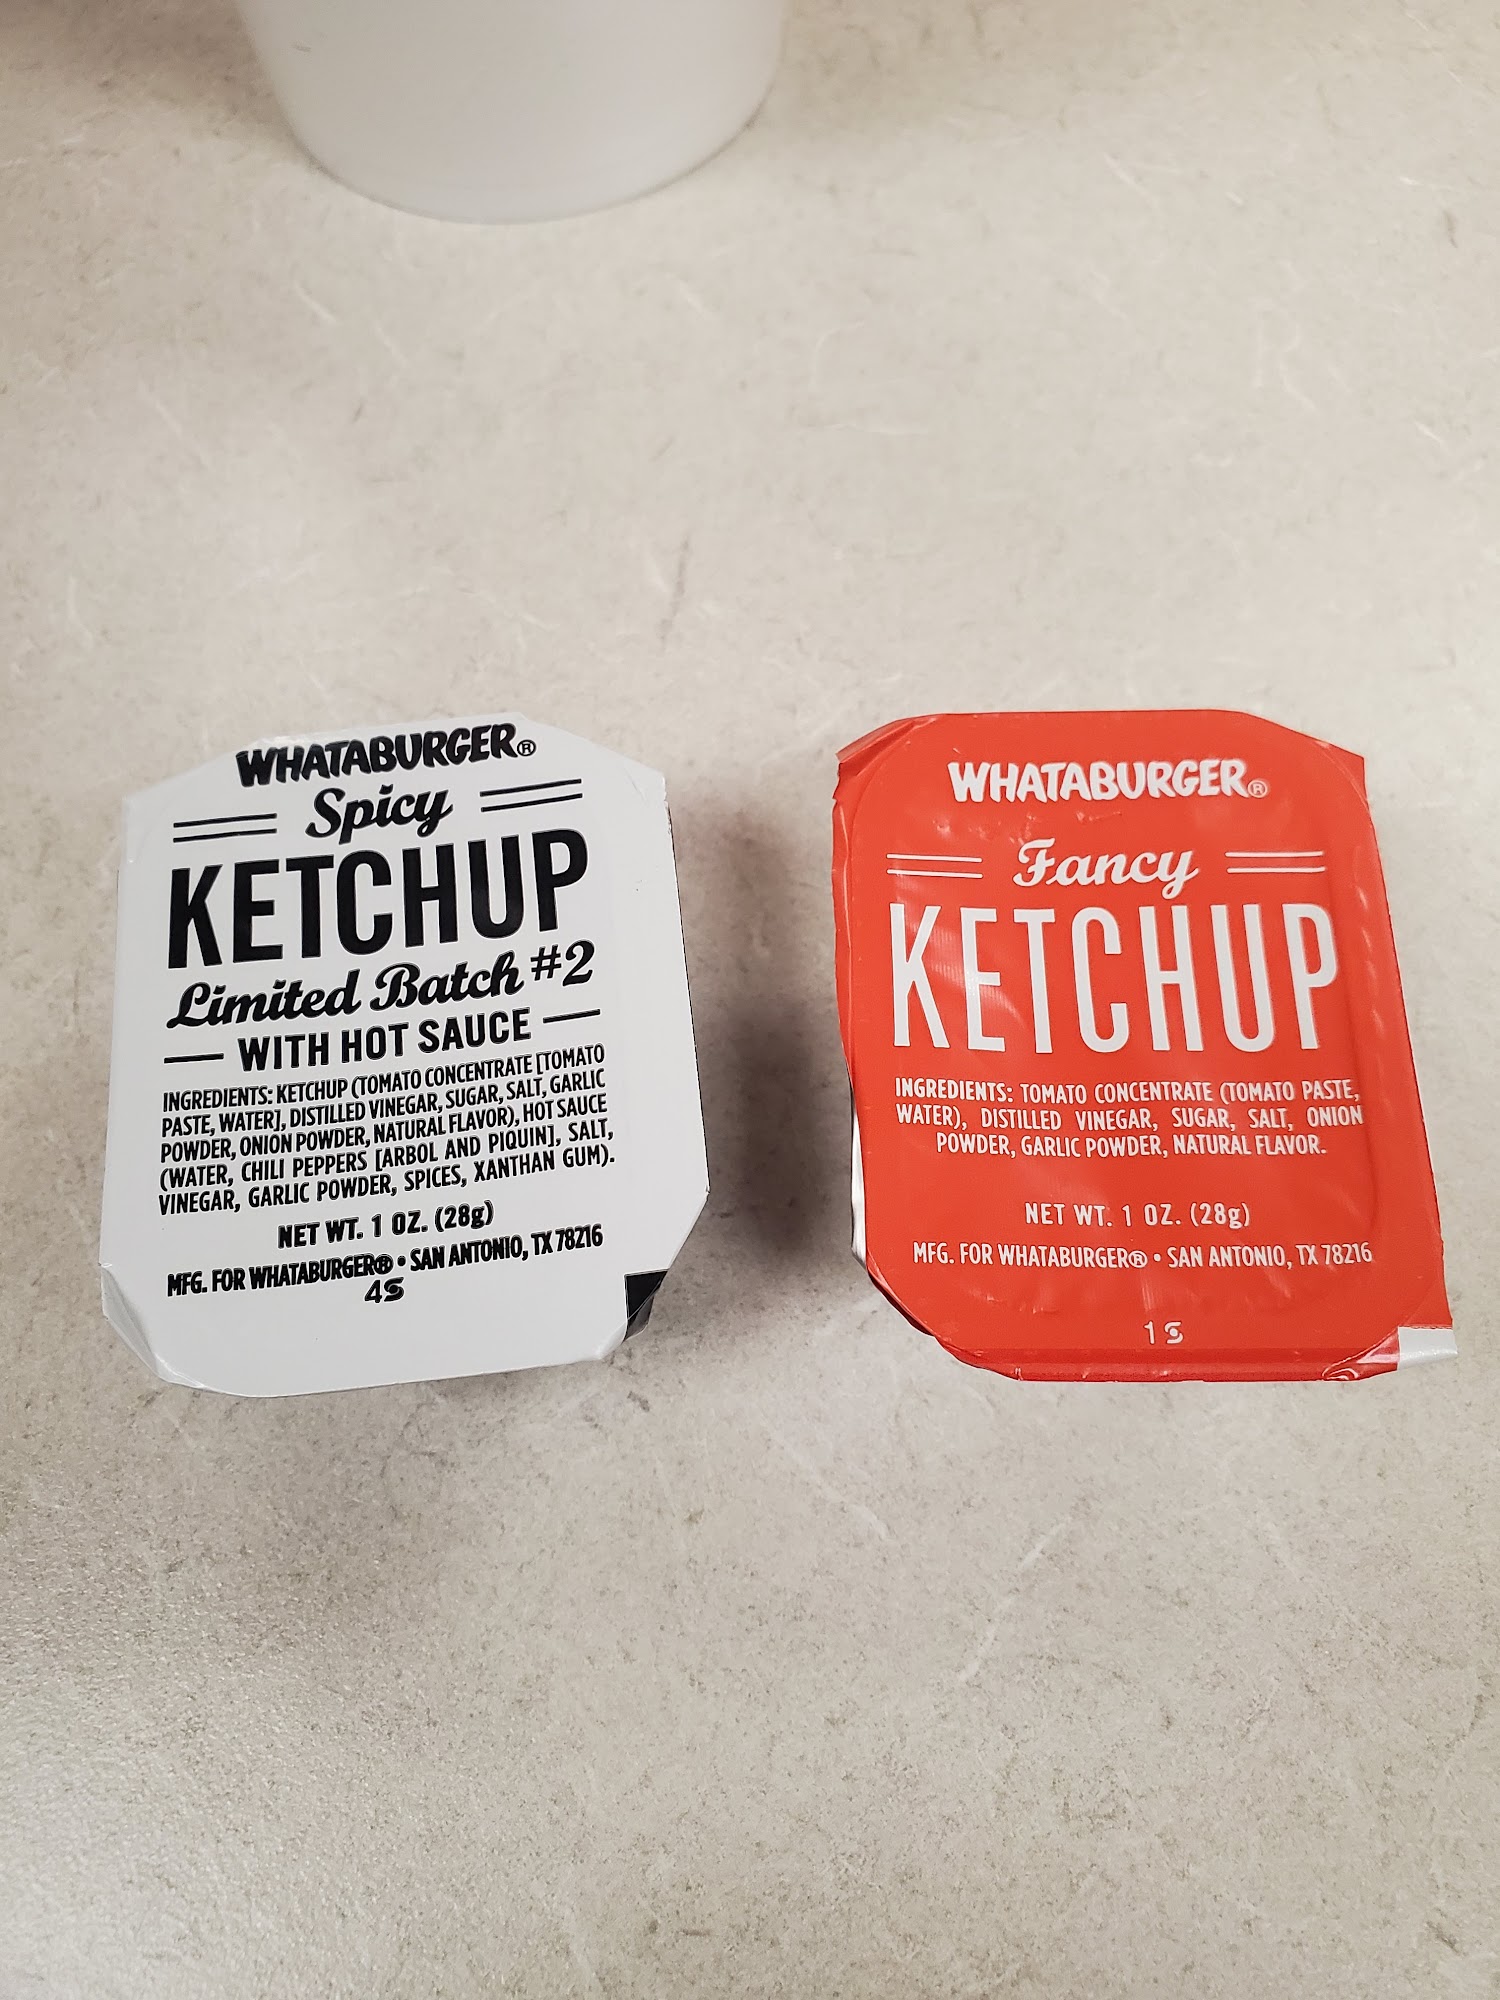 WHATABURGER®
Spicy
KETCHUP
Limited Batch #2
WITH HOT SAUCE
INGREDIENTS: KETCHUP (TOMATO CONCENTRATE [TOMATO
PASTE, WATER], DISTILLED VINEGAR, SUGAR, SALT, GARLIC
POWDER, ONION POWDER, NATURAL FLAVOR), HOT SAUCE
(WATER, CHILI PEPPERS [ARBOL AND PIQUIN], SALT,
VINEGAR, GARLIC POWDER, SPICES, XANTHAN GUM).
NET WT. 1 OZ. (28g)
MFG. FOR WHATABURGER® • SAN ANTONIO, TX 78216
4S
WHATABURGER®
Fancy
KETCHUP
INGREDIENTS: TOMATO CONCENTRATE (TOMATO PASTE,
WATER), DISTILLED VINEGAR, SUGAR, SALT, ONION
POWDER, GARLIC POWDER, NATURAL FLAVOR.
NET WT. 1 OZ. (28g)
MFG. FOR WHATABURGER® • SAN ANTONIO, TX 78216
1S